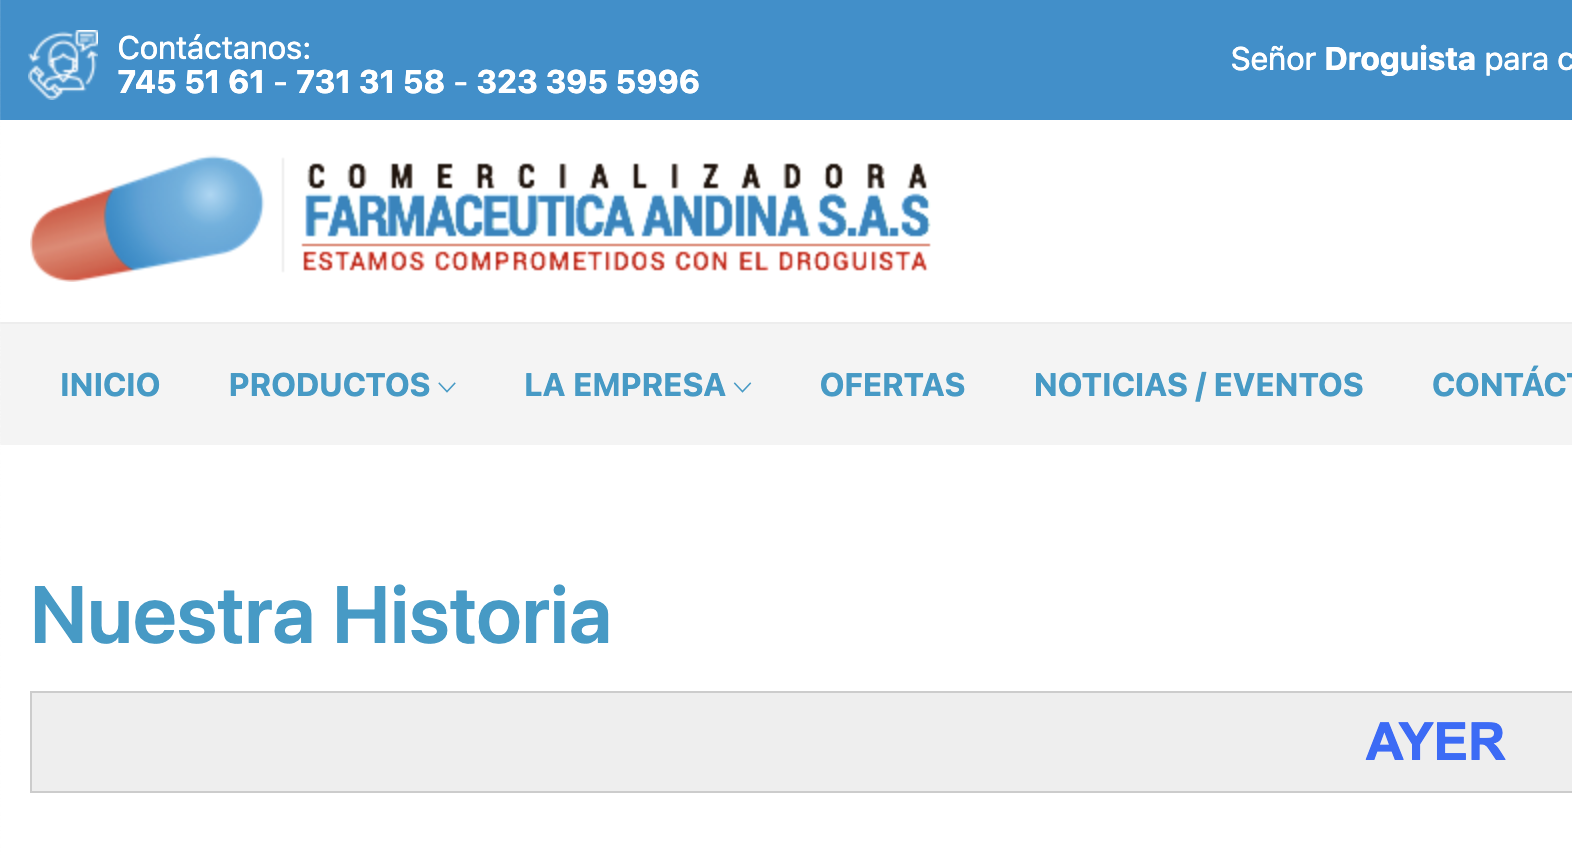 Contáctanos:
745 51 61 - 731 31 58 - 323 395 5996
Señor Droguista para
COMERCIALIZADORA
FARMACEUTICA ANDINA S.A.S
ESTAMOS COMPROMETIDOS CON EL DROGUISTA
INICIO PRODUCTOS LA EMPRESA OFERTAS NOTICIAS / EVENTOS
Nuestra Historia
AYER